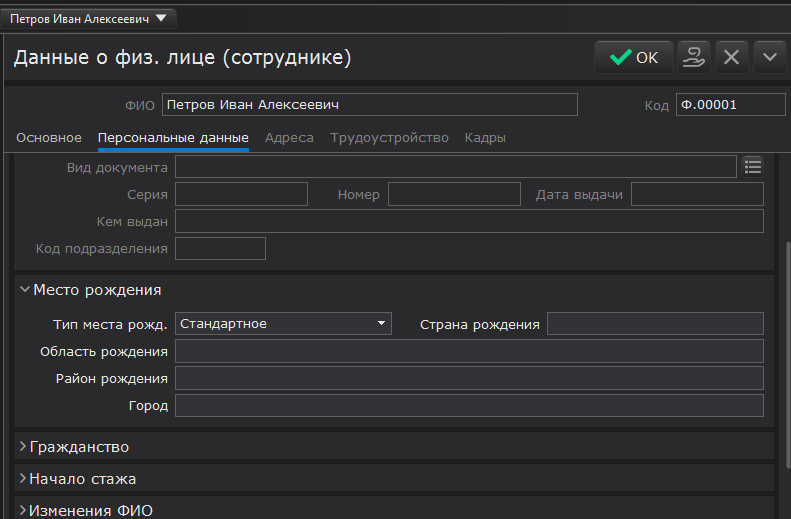 Петров Иван Алексеевич
Данные о физ. лице (сотруднике) OK
ФИО Петров Иван Алексеевич Код Ф.00001
Основное Персональные данные Адреса Трудоустройство Кадры
Вид документа
Серия Номер Дата выдачи
Кем выдан
Код подразделения
Место рождения
Тип места рожд. Стандартное Страна рождения
Область рождения
Район рождения
Город
Гражданство
Начало стажа
Изменения ФИО